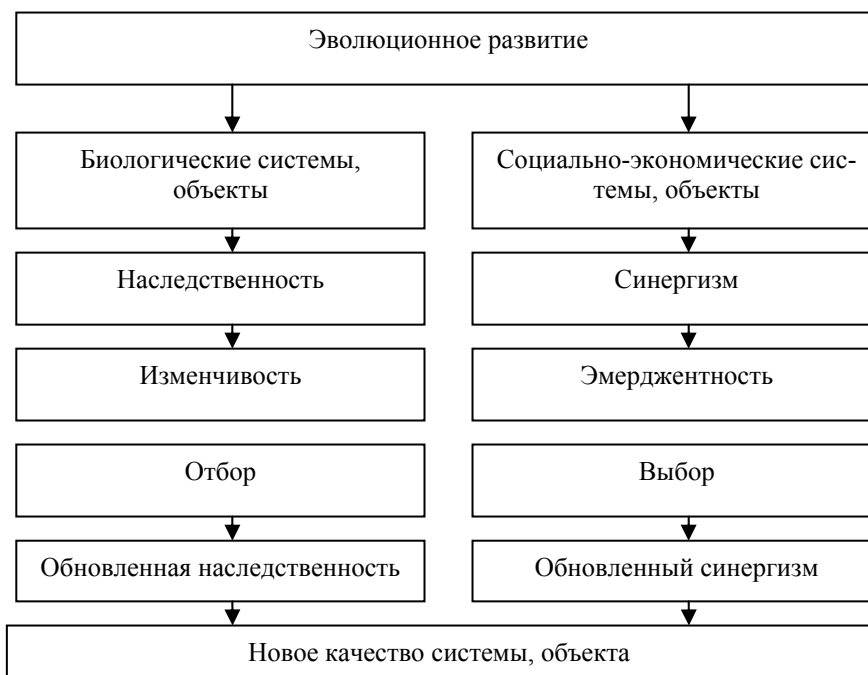 Эволюционное развитие
Биологические системы,
объекты
Социально-экономические сис-
темы, объекты
Наследственность
Синергизм
Изменчивость
Эмерджентность
Отбор
Выбор
Обновленная наследственность
Обновленный синергизм
Новое качество системы, объекта